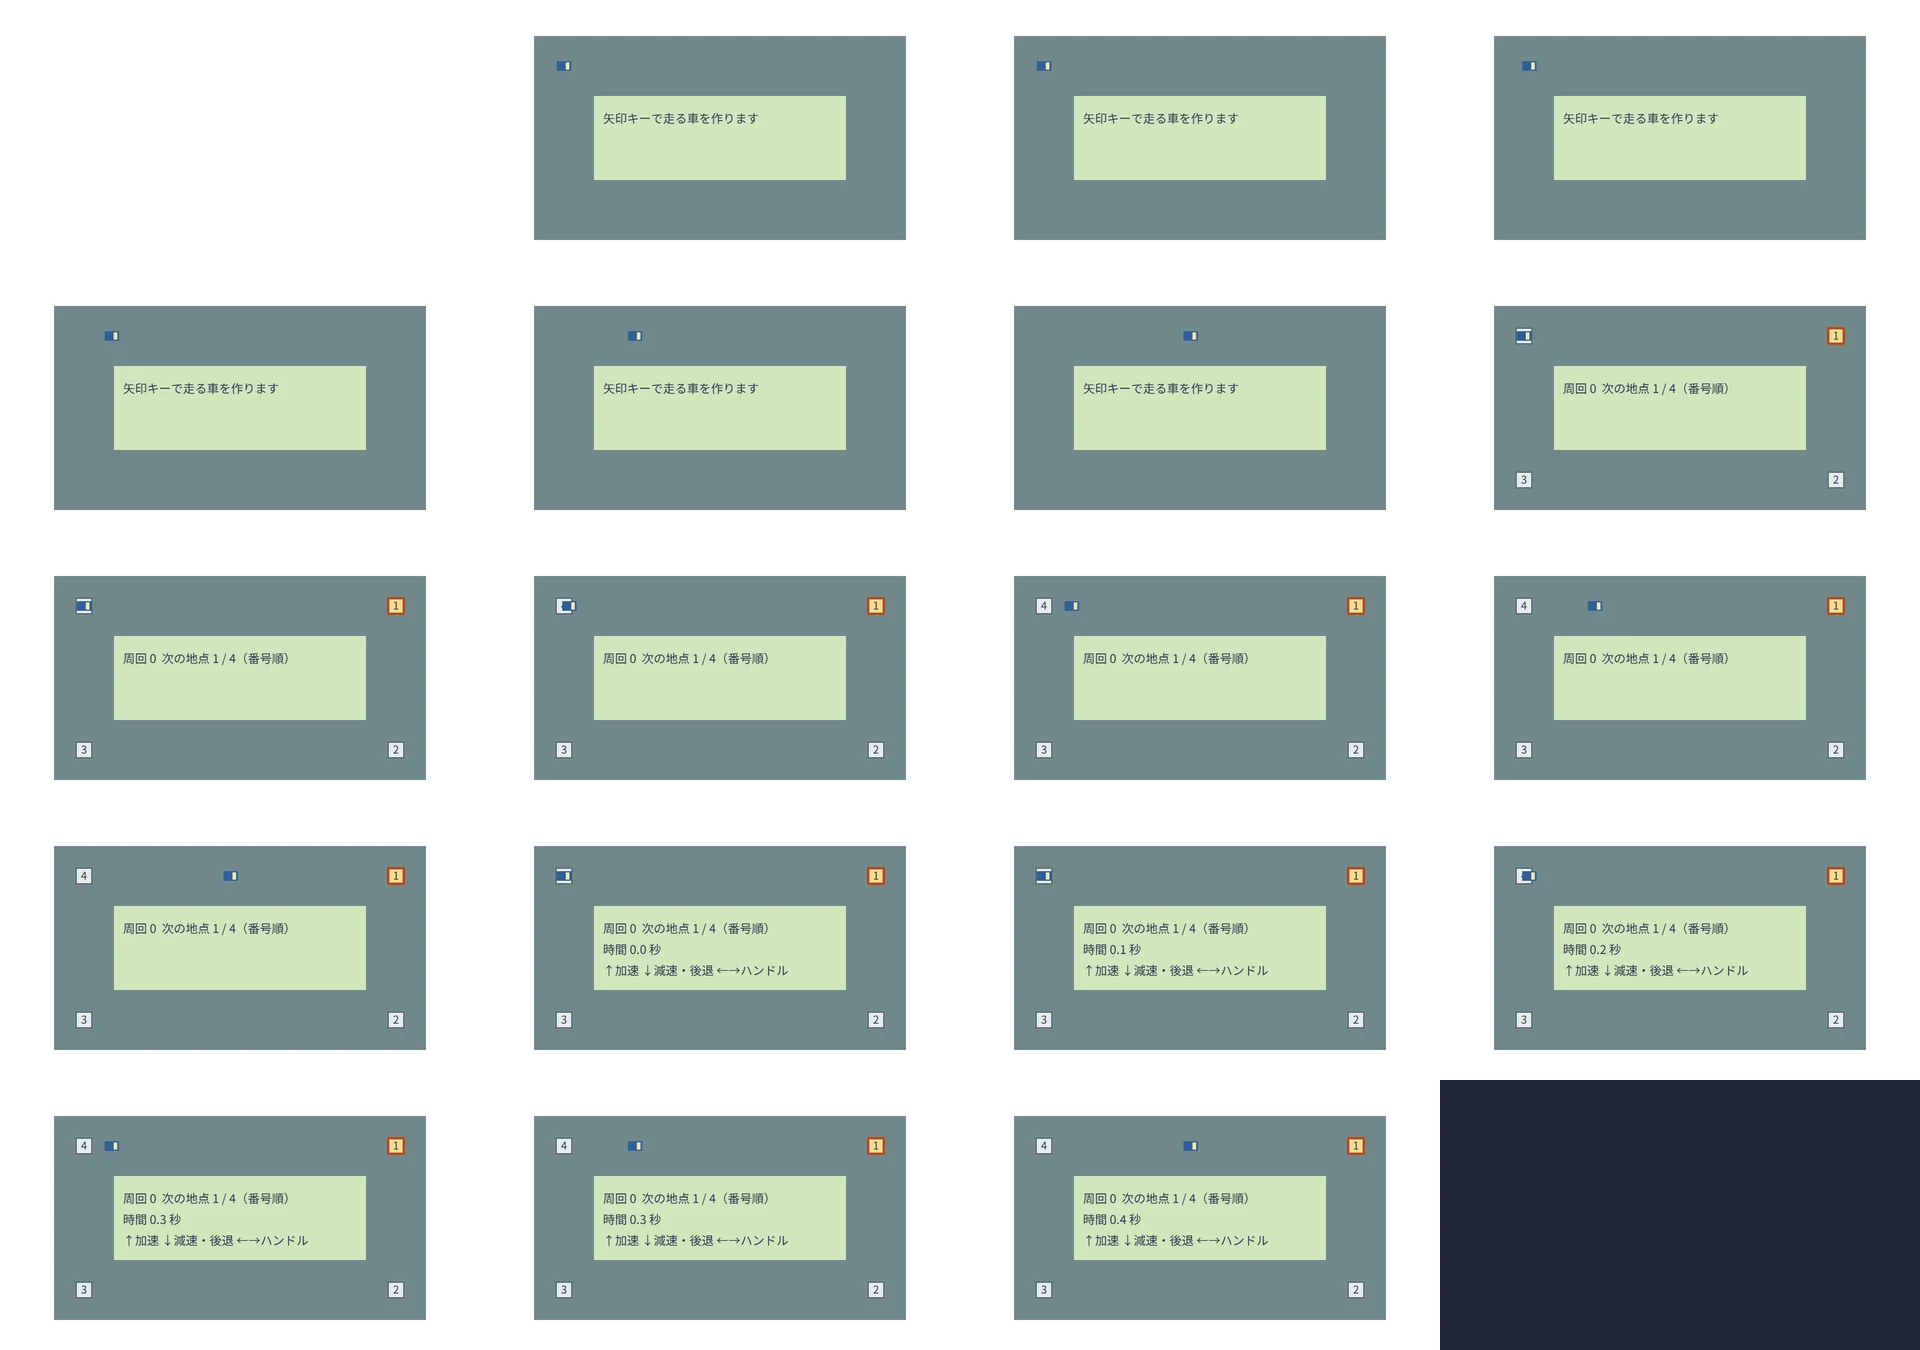 矢印キーで走る車を作ります
矢印キーで走る車を作ります
矢印キーで走る車を作ります
矢印キーで走る車を作ります
矢印キーで走る車を作ります
矢印キーで走る車を作ります
1
周回 0 次の地点 1 / 4（番号順）
3
2
1
周回 0 次の地点 1 / 4（番号順）
3
2
1
周回 0 次の地点 1 / 4（番号順）
3
2
4
1
周回 0 次の地点 1 / 4（番号順）
3
2
4
1
周回 0 次の地点 1 / 4（番号順）
3
2
4
1
周回 0 次の地点 1 / 4（番号順）
3
2
1
周回 0 次の地点 1 / 4（番号順）
時間 0.0 秒
↑加速 ↓減速・後退 ←→ハンドル
3
2
1
周回 0 次の地点 1 / 4（番号順）
時間 0.1 秒
↑加速 ↓減速・後退 ←→ハンドル
3
2
1
周回 0 次の地点 1 / 4（番号順）
時間 0.2 秒
↑加速 ↓減速・後退 ←→ハンドル
3
2
4
1
周回 0 次の地点 1 / 4（番号順）
時間 0.3 秒
↑加速 ↓減速・後退 ←→ハンドル
3
2
4
1
周回 0 次の地点 1 / 4（番号順）
時間 0.3 秒
↑加速 ↓減速・後退 ←→ハンドル
3
2
4
1
周回 0 次の地点 1 / 4（番号順）
時間 0.4 秒
↑加速 ↓減速・後退 ←→ハンドル
3
2